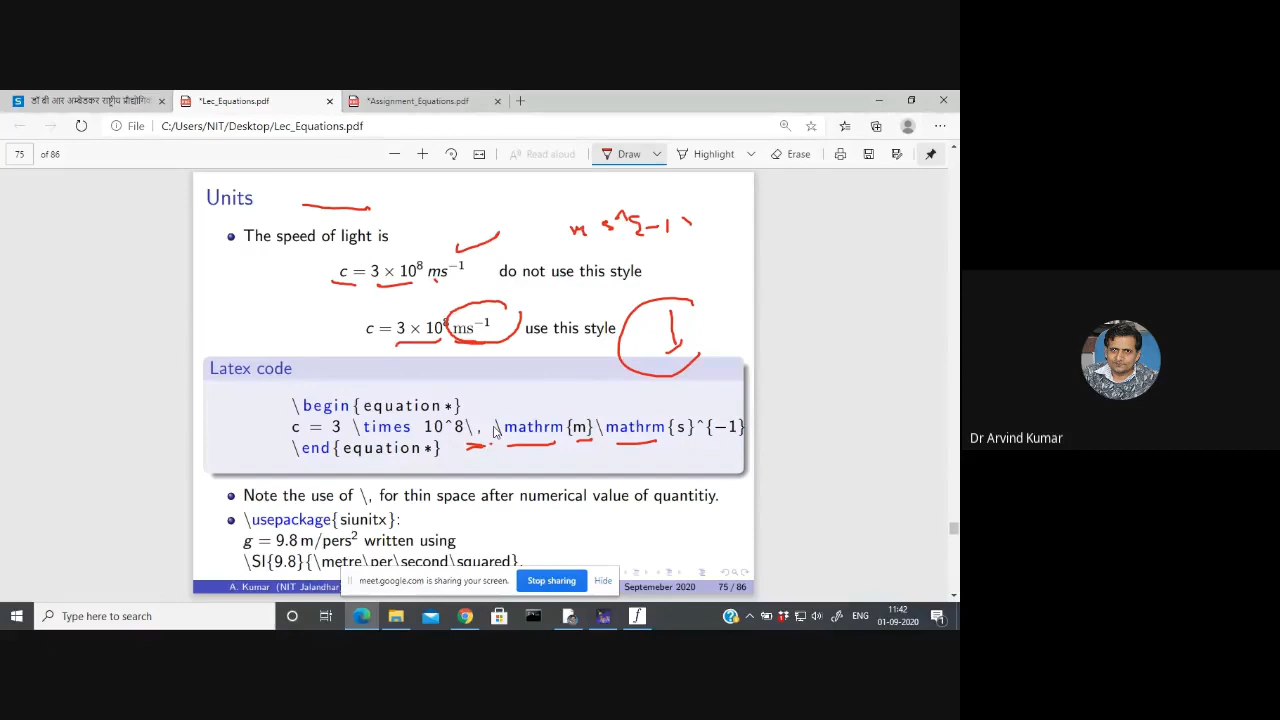 डॉ बी आर अम्बेडकर राष्ट्रीय प्रौद्योगिक
*Lec_Equations.pdf
*Assignment_Equations.pdf
File
C:/Users/NIT/Desktop/Lec_Equations.pdf
75 of 86
Read aloud
Draw
Highlight
Erase
Units
m s^{-1}
The speed of light is
c = 3 × 10⁸ ms⁻¹ do not use this style
c = 3 × 10⁸ ms⁻¹ use this style
Latex code
\begin{equation*}
c = 3 \times 10^8\, \mathrm{m}\mathrm{s}^{-1}
\end{equation*}
Note the use of \, for thin space after numerical value of quantitiy.
\usepackage{siunitx}:
g = 9.8 m/pers² written using
\SI{9.8}{\metre\per\second\squared}.
meet.google.com is sharing your screen.
Stop sharing
Hide
A. Kumar (NIT Jalandhar)
Septemeber 2020
75 / 86
Type here to search
ENG
11:42
01-09-2020
Dr Arvind Kumar